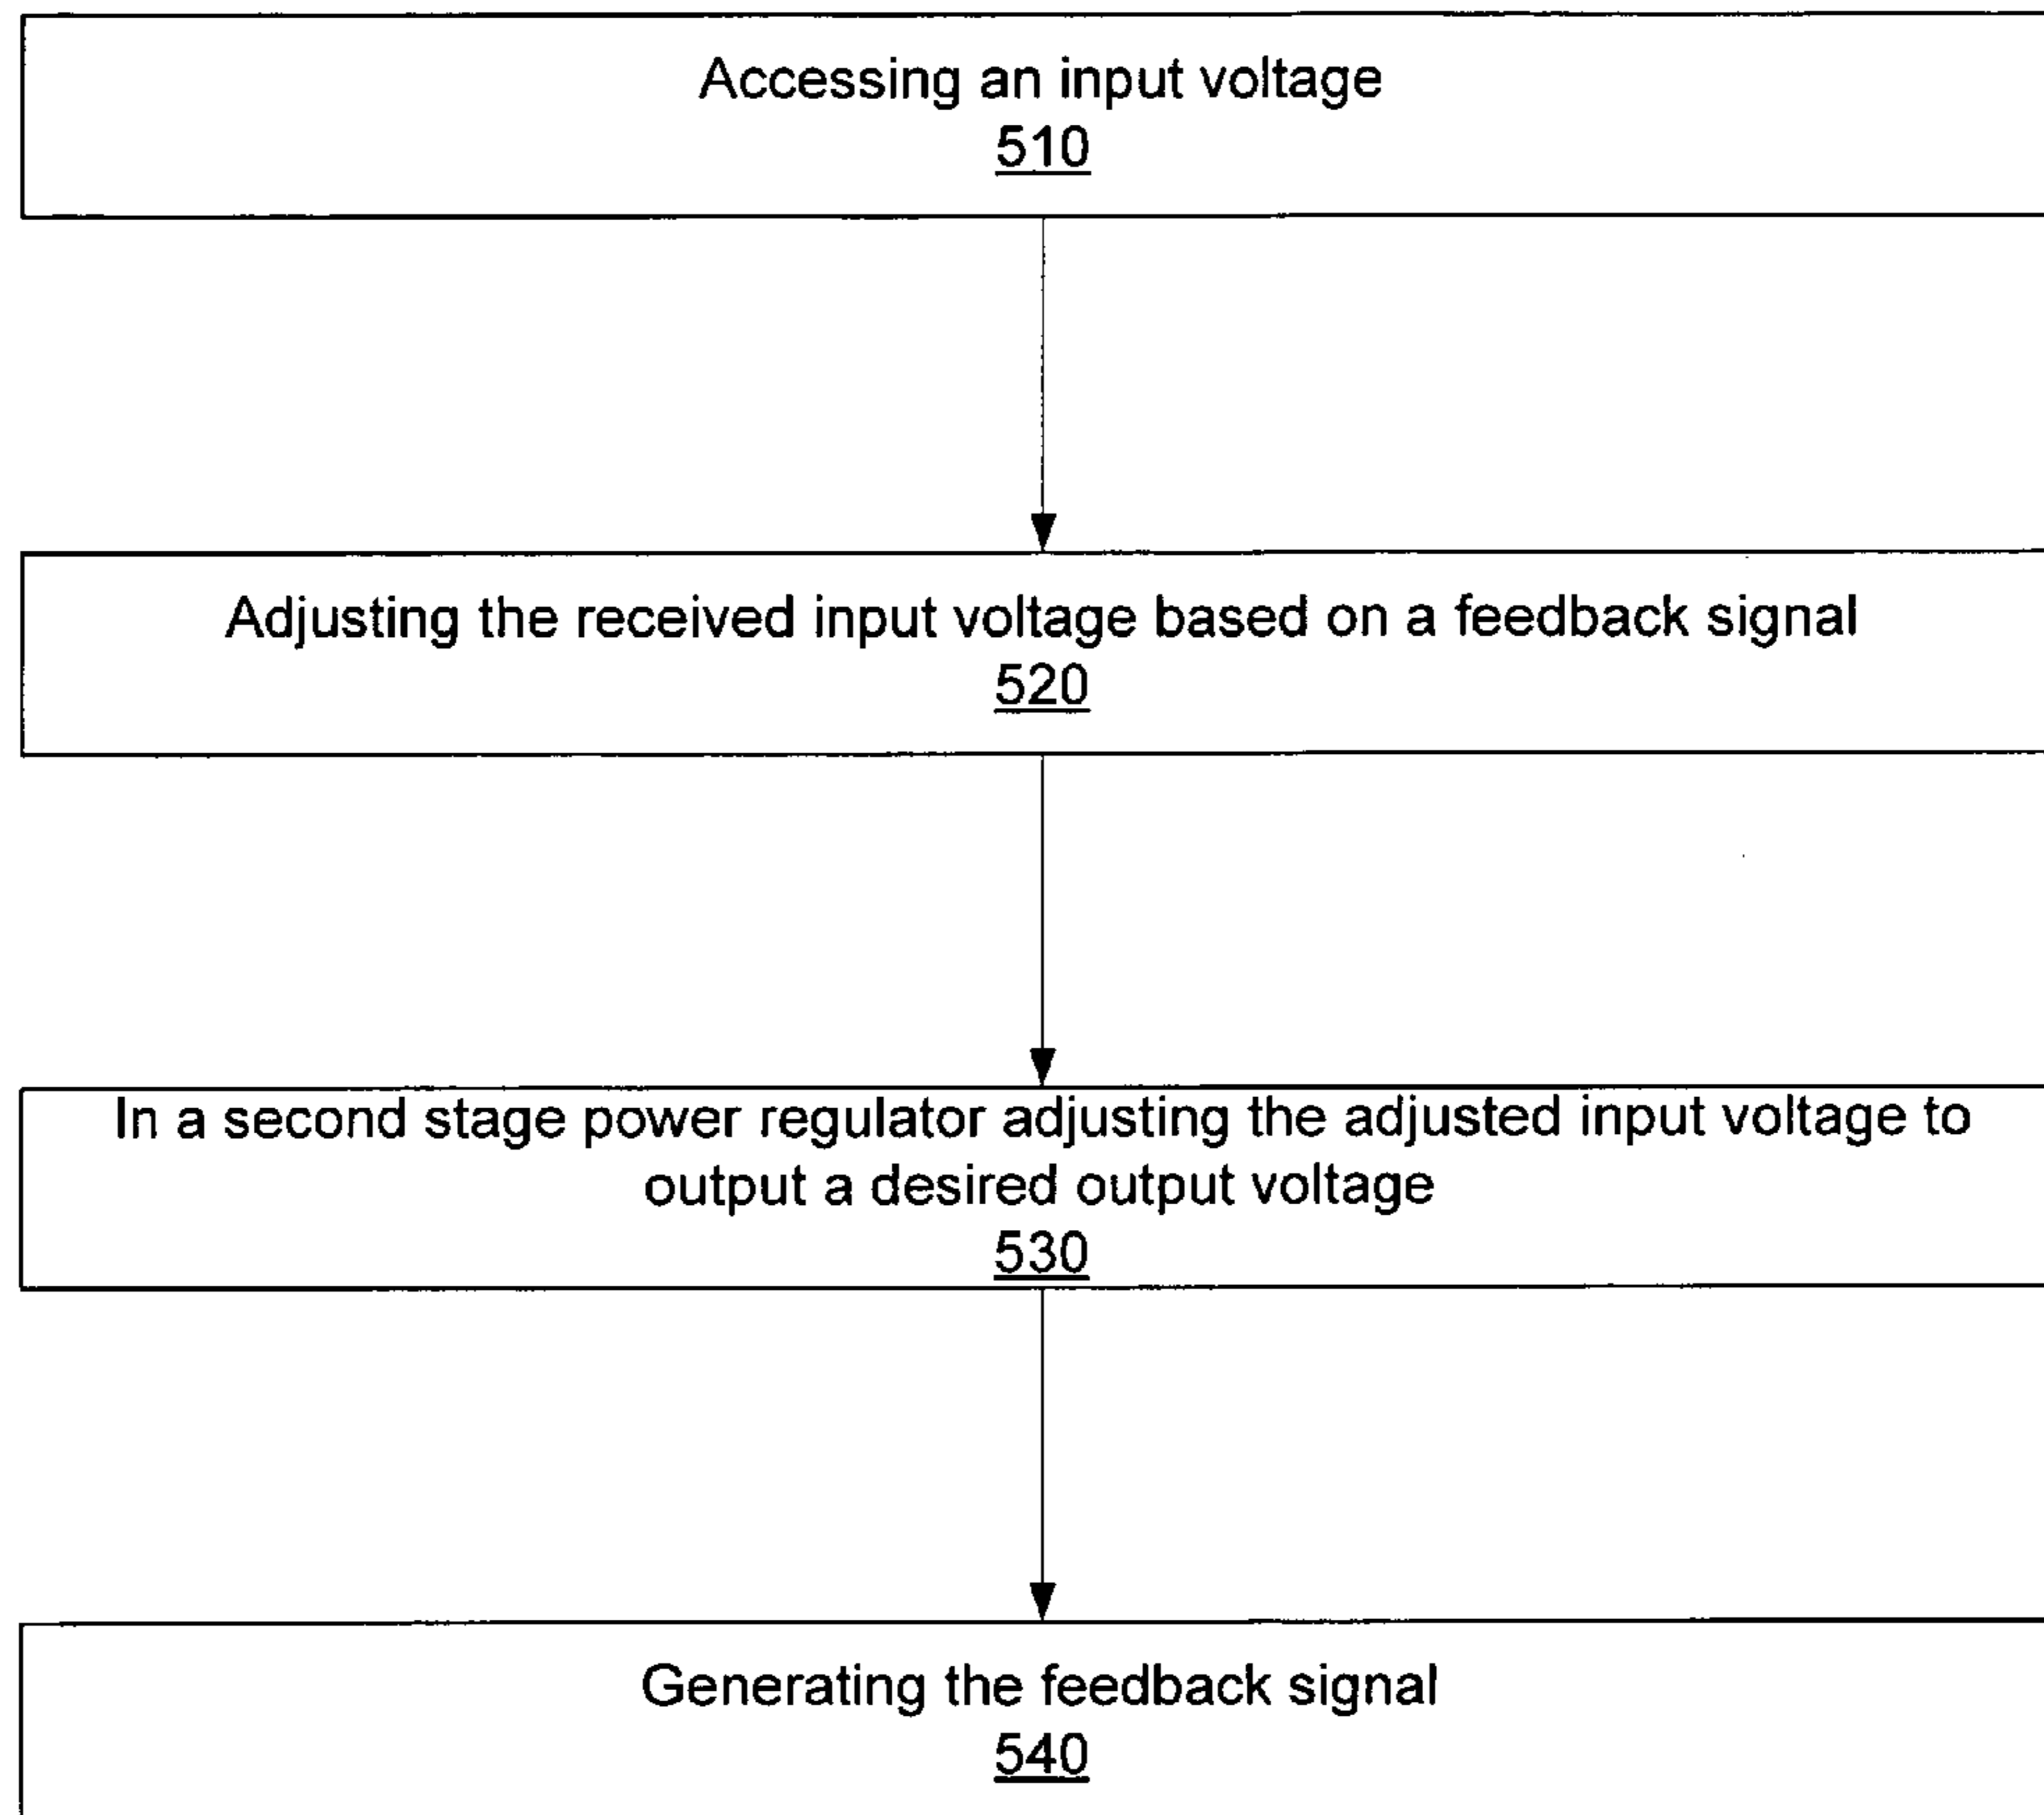 Accessing an input voltage
510
Adjusting the received input voltage based on a feedback signal
520
In a second stage power regulator adjusting the adjusted input voltage to
output a desired output voltage
530
Generating the feedback signal
540